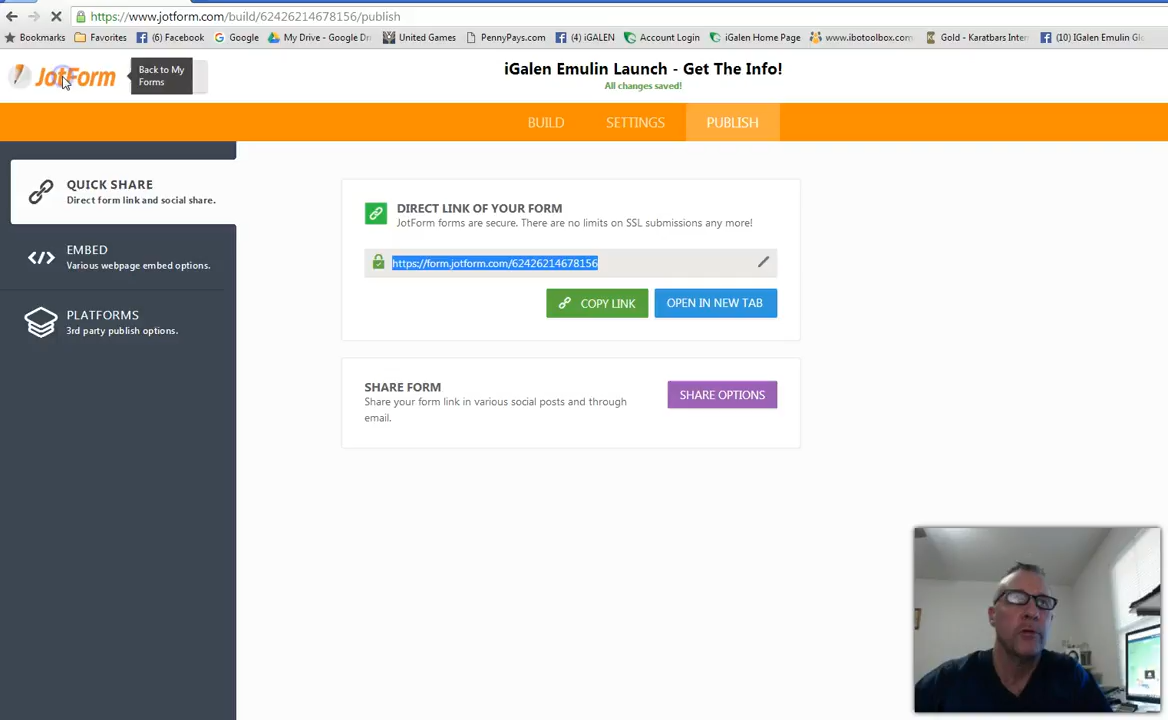 https://www.jotform.com/build/62426214678156/publish
Bookmarks Favorites (6) Facebook Google My Drive - Google Dr United Games PennyPays.com (4) iGALEN Account Login iGalen Home Page www.ibotoolbox.com Gold - Karatbars Inter (10) IGalen Emulin Glo
JotForm
Back to My
Forms
iGalen Emulin Launch - Get The Info!
All changes saved!
BUILD SETTINGS PUBLISH
QUICK SHARE
Direct form link and social share.
EMBED
Various webpage embed options.
PLATFORMS
3rd party publish options.
DIRECT LINK OF YOUR FORM
JotForm forms are secure. There are no limits on SSL submissions any more!
https://form.jotform.com/62426214678156
COPY LINK OPEN IN NEW TAB
SHARE FORM
Share your form link in various social posts and through
email.
SHARE OPTIONS